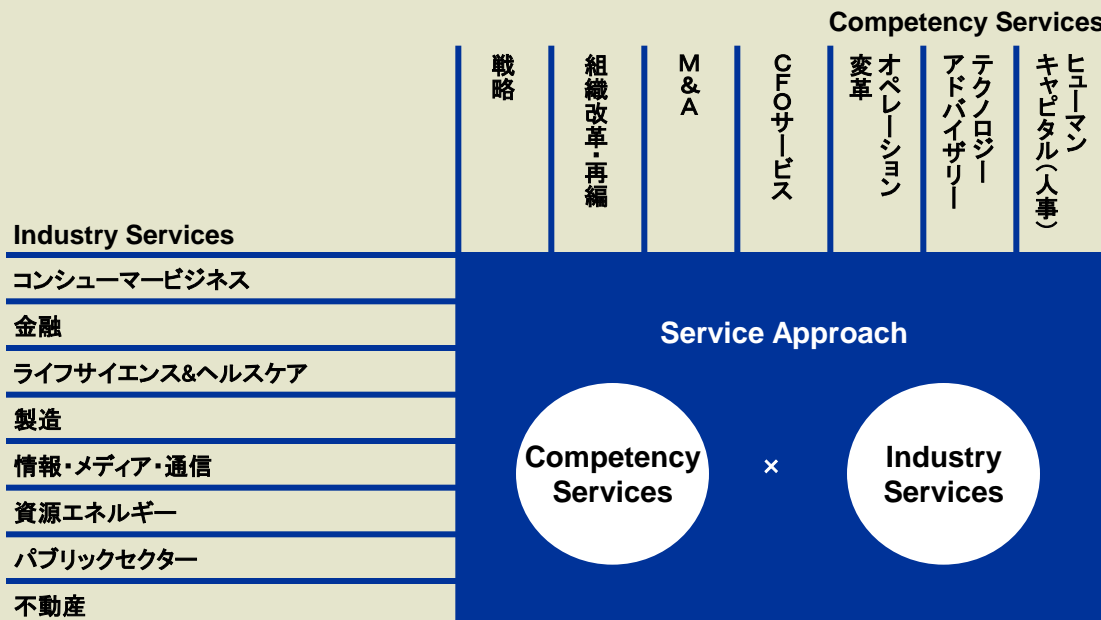 Competency Services
戦略
組織改革・再編
M&A
CFOサービス
オペレーション
変革
テクノロジー
アドバイザリー
ヒューマン
キャピタル(人事)
Industry Services
コンシューマービジネス
金融
ライフサイエンス&ヘルスケア
製造
情報・メディア・通信
資源エネルギー
パブリックセクター
不動産
Service Approach
Competency
Services
×
Industry
Services